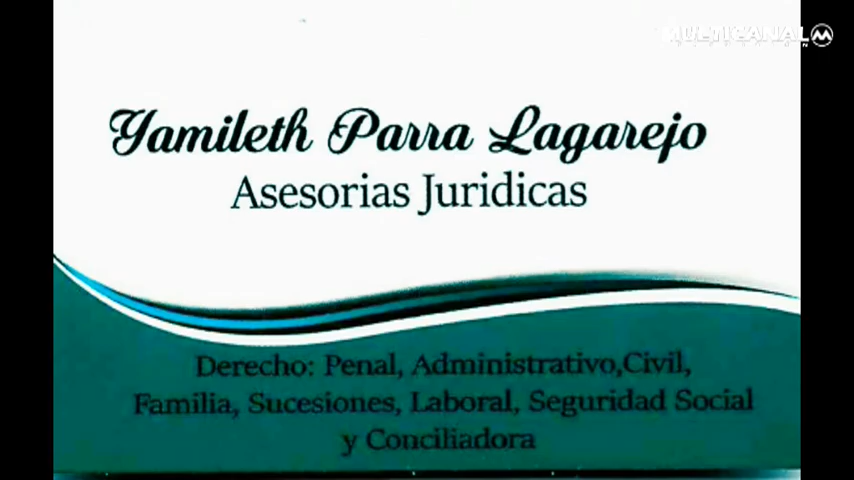 MULTICANAL
Yamileth Parra Lagarejo
Asesorias Juridicas
Derecho: Penal, Administrativo,Civil,
Familia, Sucesiones, Laboral, Seguridad Social
y Conciliadora